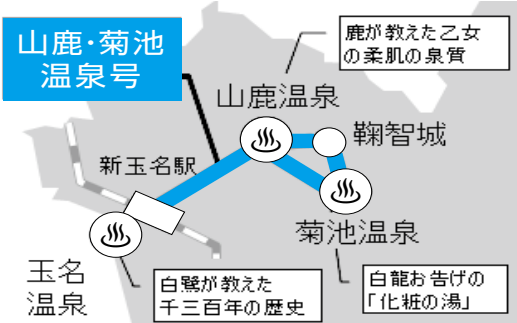 山鹿・菊池
温泉号
鹿が教えた乙女
の柔肌の泉質
山鹿温泉
鞠智城
新玉名駅
菊池温泉
玉名
温泉
白鷺が教えた
千三百年の歴史
白龍お告げの
「化粧の湯」